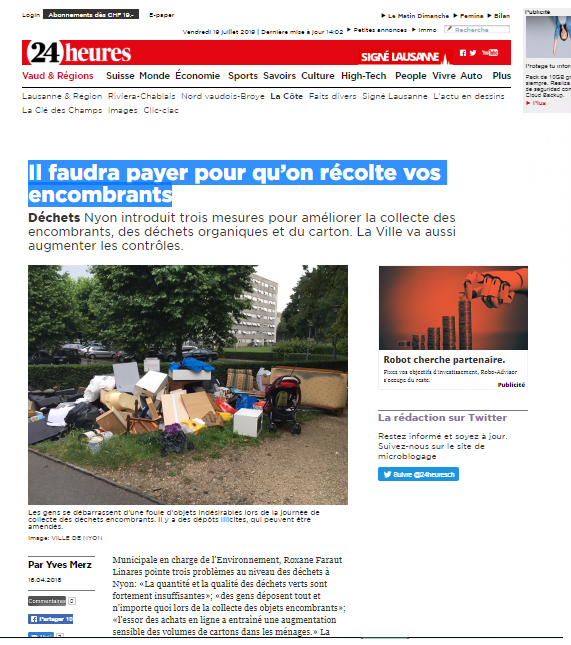 Login Abonnements dès CHF 19.- E-paper Le Matin Dimanche Femina Bilan
Vendredi 19 juillet 2019 | Dernière mise à jour 14:02 Petites annonces Immo Recherche
24 heures SIGNÉ LAUSANNE You
Vaud & Régions Suisse Monde Économie Sports Savoirs Culture High-Tech People Vivre Auto Plus
Lausanne & Région Riviera-Chablais Nord vaudois-Broye La Côte Faits divers Signé Lausanne L'actu en dessins
La Clé des Champs Images Clic-clac
Publicité
Protege tu infor
Pack de 10GB gr
siempre. Realiza
de seguridad con
Cloud Backup.
Plus
Il faudra payer pour qu'on récolte vos
encombrants
Déchets Nyon introduit trois mesures pour améliorer la collecte des
encombrants, des déchets organiques et du carton. La Ville va aussi
augmenter les contrôles.
Les gens se débarrassent d'une foule d'objets indésirables lors de la journée de
collecte des déchets encombrants. Il y a des dépôts illicites, qui peuvent être
amendés.
Image: VILLE DE NYON
Robot cherche partenaire.
Fixez vos objectifs d'investissement, Robo-Advisor
s'occupe du reste.
Publicité
La rédaction sur Twitter
Restez informé et soyez à jour.
Suivez-nous sur le site de
microblogage
Suivre @24heuresch
Par Yves Merz
16.04.2018
Commentaires 0
Partager 10
Municipale en charge de l'Environnement, Roxane Faraut
Linares pointe trois problèmes au niveau des déchets à
Nyon: «La quantité et la qualité des déchets verts sont
fortement insuffisantes»; «des gens déposent tout et
n'importe quoi lors de la collecte des objets encombrants»;
«l'essor des achats en ligne a entrainé une augmentation
sensible des volumes de cartons dans les ménages.» La